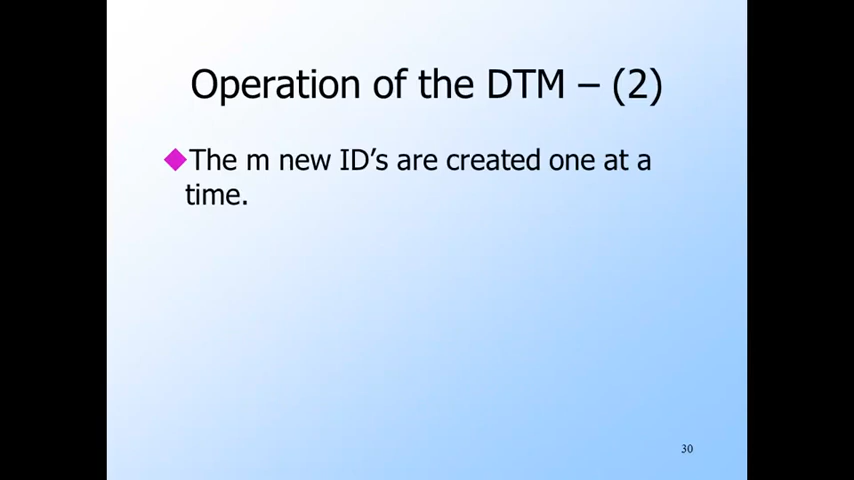 Operation of the DTM – (2)
The m new ID’s are created one at a
time.
30